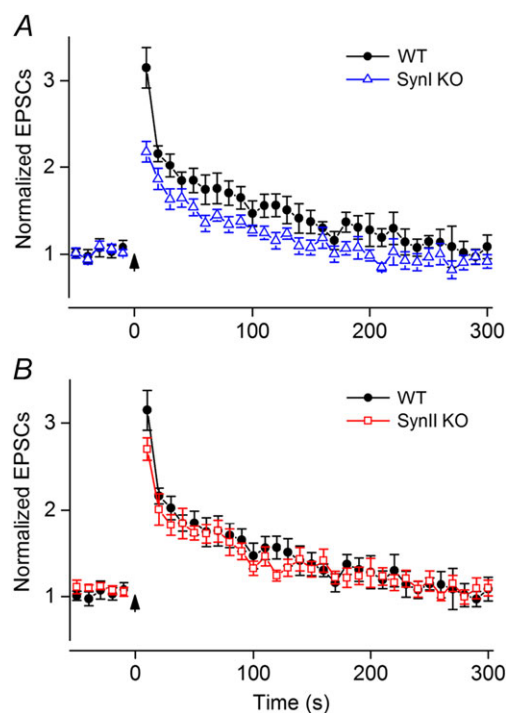 A
WT
SynI KO
Normalized EPSCs
3
2
1
0
100
200
300
B
WT
SynII KO
Normalized EPSCs
3
2
1
0
100
200
300
Time (s)